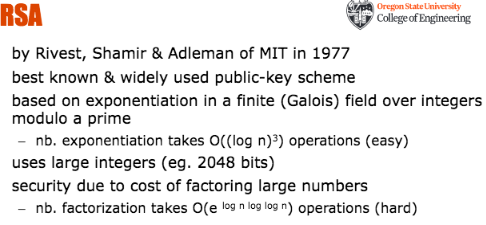 RSA
Oregon State University
College of Engineering
by Rivest, Shamir & Adleman of MIT in 1977
best known & widely used public-key scheme
based on exponentiation in a finite (Galois) field over integers
modulo a prime
– nb. exponentiation takes O((log n)³) operations (easy)
uses large integers (eg. 2048 bits)
security due to cost of factoring large numbers
– nb. factorization takes O(e log n log log n) operations (hard)